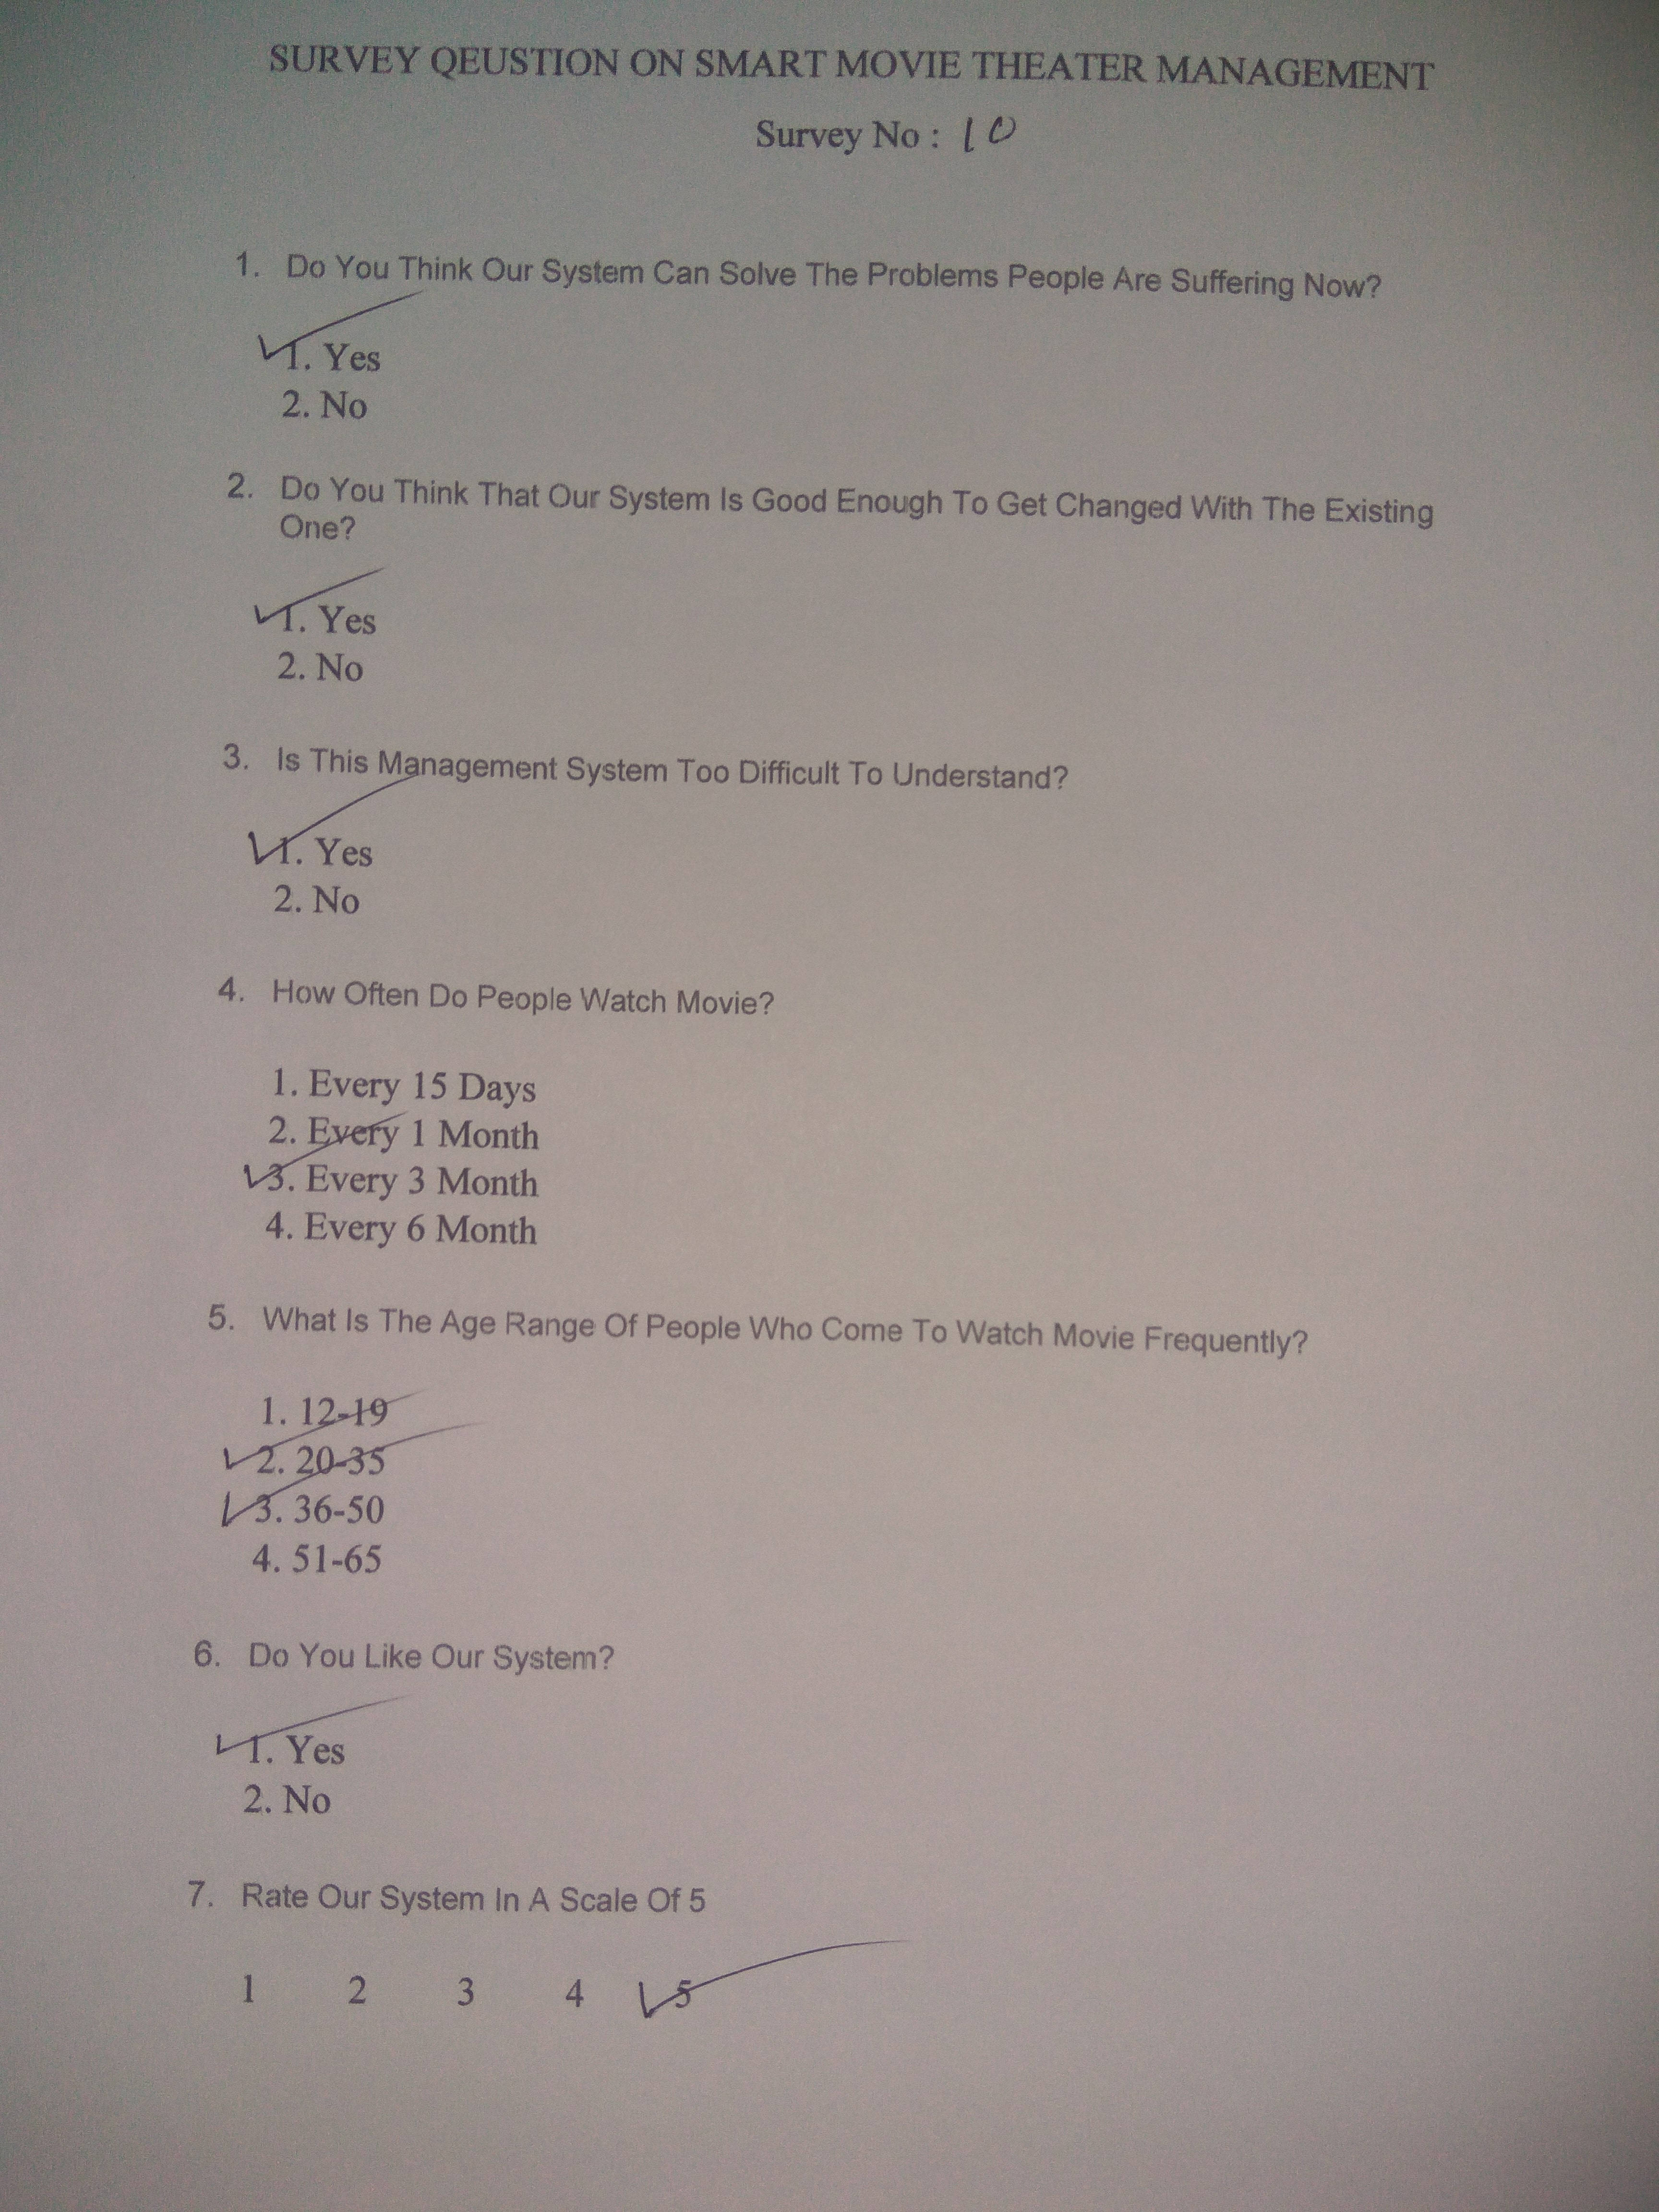 SURVEY QEUSTION ON SMART MOVIE THEATER MANAGEMENT
Survey No : 10
1. Do You Think Our System Can Solve The Problems People Are Suffering Now?
1. Yes
2. No
2. Do You Think That Our System Is Good Enough To Get Changed With The Existing
One?
1. Yes
2. No
3. Is This Management System Too Difficult To Understand?
1. Yes
2. No
4. How Often Do People Watch Movie?
1. Every 15 Days
2. Every 1 Month
3. Every 3 Month
4. Every 6 Month
5. What Is The Age Range Of People Who Come To Watch Movie Frequently?
1. 12-19
2. 20-35
3. 36-50
4. 51-65
6. Do You Like Our System?
1. Yes
2. No
7. Rate Our System In A Scale Of 5
1 2 3 4 5